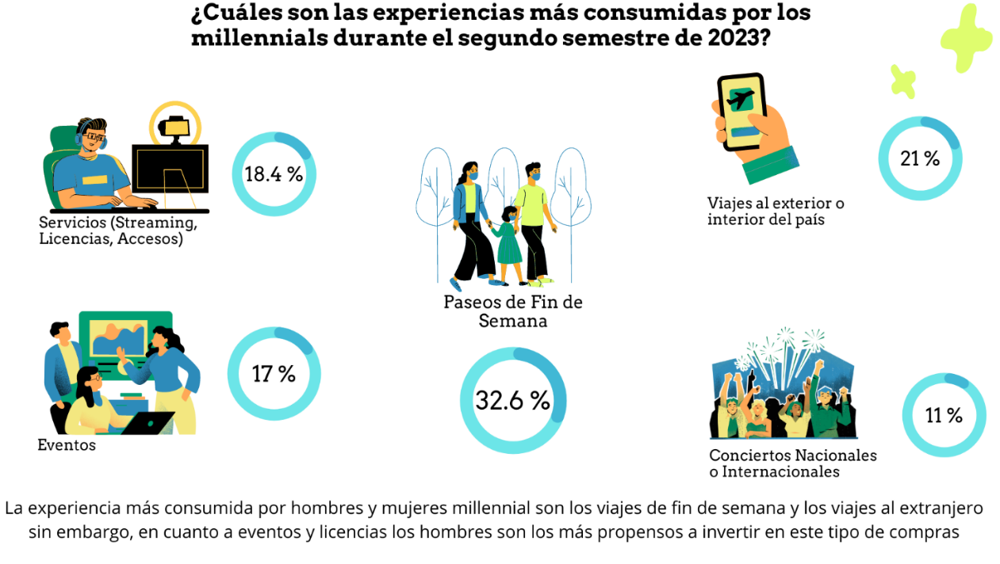 ¿Cuáles son las experiencias más consumidas por los
millennials durante el segundo semestre de 2023?
18.4 %
Servicios (Streaming,
Licencias, Accesos)
Paseos de Fin de
Semana
32.6 %
21 %
Viajes al exterior o
interior del país
17 %
Eventos
11 %
Conciertos Nacionales
o Internacionales
La experiencia más consumida por hombres y mujeres millennial son los viajes de fin de semana y los viajes al extranjero
sin embargo, en cuanto a eventos y licencias los hombres son los más propensos a invertir en este tipo de compras